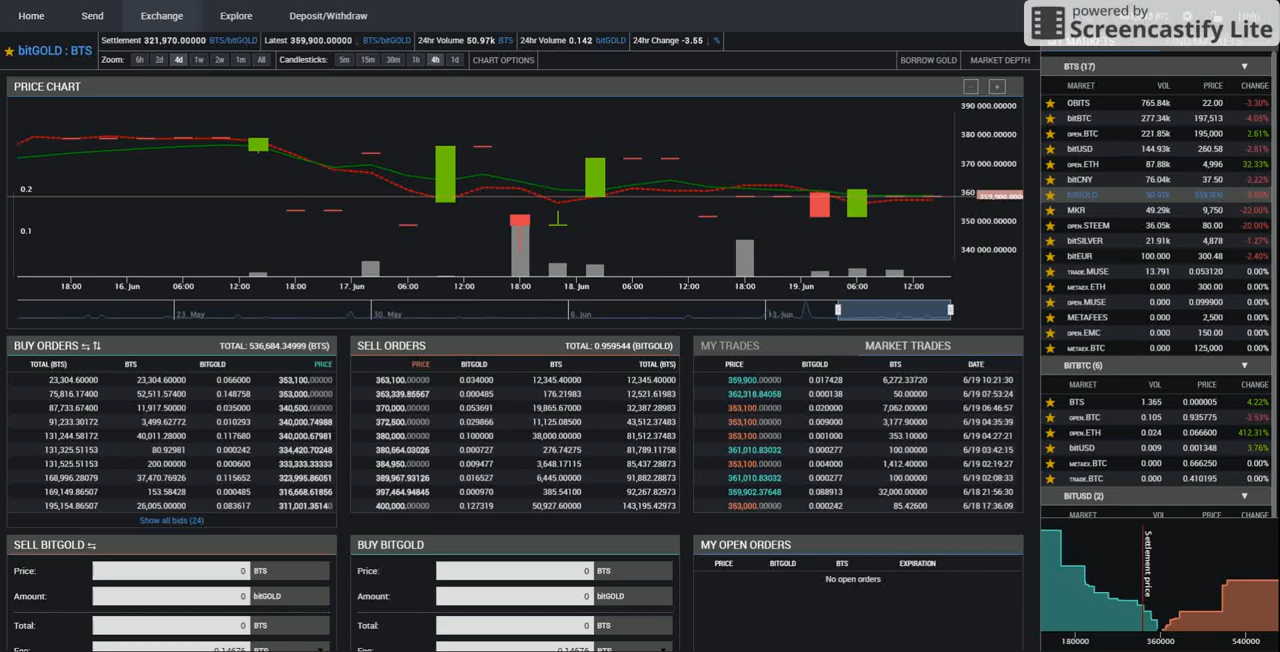 Home Send Exchange Explore Deposit/Withdraw
powered by
Screencastify Lite
bitGOLD : BTS
Settlement 321,970.00000 BTS/bitGOLD Latest 359,900.00000 BTS/bitGOLD 24hr Volume 50.97k BTS 24hr Volume 0.142 bitGOLD 24hr Change -3.55 %
Zoom: 6h 2d 4d 1w 2w 1m All Candlesticks: 5m 15m 30m 1h 4h 1d CHART OPTIONS BORROW GOLD MARKET DEPTH
PRICE CHART - +
390 000.00000
380 000.00000
370 000.00000
360
359,900.00000
350 000.00000
340 000.00000
0.2
0.1
18:00 16. Jun 06:00 12:00 18:00 17. Jun 06:00 12:00 18:00 18. Jun 06:00 12:00 18:00 19. Jun 06:00 12:00
23. May 30. May 6. Jun 13. Jun
BUY ORDERS TOTAL: 536,684.34999 (BTS)
TOTAL (BTS) BTS BITGOLD PRICE
23,304.60000 23,304.60000 0.066000 353,100.00000
75,816.17400 52,511.57400 0.148758 353,000.00000
87,733.67400 11,917.50000 0.035000 340,500.00000
91,233.30172 3,499.62772 0.010293 340,000.74988
131,244.58172 40,011.28000 0.117680 340,000.67981
131,325.51153 80.92981 0.000242 334,420.70248
131,525.51153 200.00000 0.000600 333,333.33333
168,996.28079 37,470.76926 0.115652 323,995.86051
169,149.86507 153.58428 0.000485 316,668.61856
195,154.86507 26,005.00000 0.083617 311,001.35140
Show all bids (24)
SELL ORDERS TOTAL: 0.959544 (BITGOLD)
PRICE BITGOLD BTS TOTAL (BTS)
363,100.00000 0.034000 12,345.40000 12,345.40000
363,339.85567 0.000485 176.21983 12,521.61983
370,000.00000 0.053691 19,865.67000 32,387.28983
372,500.00000 0.029866 11,125.08500 43,512.37483
380,000.00000 0.100000 38,000.00000 81,512.37483
380,664.03026 0.000727 276.74275 81,789.11758
384,950.00000 0.009477 3,648.17115 85,437.28873
389,967.93126 0.016527 6,445.00000 91,882.28873
397,464.94845 0.000970 385.54100 92,267.82973
400,000.00000 0.127319 50,927.60000 143,195.42973
MY TRADES MARKET TRADES
PRICE BITGOLD BTS DATE
359,900.00000 0.017428 6,272.33720 6/19 10:21:30
362,318.84058 0.000138 50.00000 6/19 07:53:24
353,100.00000 0.020000 7,062.00000 6/19 06:46:57
353,100.00000 0.009000 3,177.90000 6/19 04:35:39
353,100.00000 0.001000 353.10000 6/19 04:27:21
361,010.83032 0.000277 100.00000 6/19 03:42:15
353,100.00000 0.004000 1,412.40000 6/19 02:19:27
361,010.83032 0.000277 100.00000 6/19 02:08:33
359,902.37648 0.088913 32,000.00000 6/18 21:56:30
353,000.00000 0.000242 85.42600 6/18 17:36:09
SELL BITGOLD
Price: 0 BTS
Amount: 0 bitGOLD
Total: 0 BTS
Fee: 0.14676 BTS
BUY BITGOLD
Price: 0 BTS
Amount: 0 bitGOLD
Total: 0 BTS
Fee: 0.14676 BTS
MY OPEN ORDERS
PRICE BITGOLD BTS EXPIRATION
No open orders
BTS (17)
MARKET VOL PRICE CHANGE
OBITS 765.84k 22.00 -3.30%
bitBTC 277.34k 197,513 -4.05%
OPEN.BTC 221.85k 195,000 2.61%
bitUSD 144.93k 260.58 -2.81%
OPEN.ETH 87.88k 4,996 32.33%
bitCNY 76.04k 37.50 -2.22%
bitGOLD 50.97k 359,900 -3.55%
MKR 49.29k 9,750 -22.00%
OPEN.STEEM 36.05k 80.00 -20.00%
bitSILVER 21.91k 4,878 -1.27%
bitEUR 100.000 300.48 -2.40%
TRADE.MUSE 13.791 0.053120 0.00%
METAEX.ETH 0.000 300.00 0.00%
OPEN.MUSE 0.000 0.099900 0.00%
METAFEES 0.000 2,500 0.00%
OPEN.EMC 0.000 150.00 0.00%
METAEX.BTC 0.000 125,000 0.00%
BITBTC (6)
MARKET VOL PRICE CHANGE
BTS 1.365 0.000005 4.22%
OPEN.BTC 0.105 0.935775 -3.53%
OPEN.ETH 0.024 0.066600 412.31%
bitUSD 0.009 0.001348 3.76%
METAEX.BTC 0.000 0.666250 0.00%
TRADE.BTC 0.000 0.410195 0.00%
BITUSD (2)
MARKET VOL PRICE CHANGE
Settlement price
180000 360000 540000